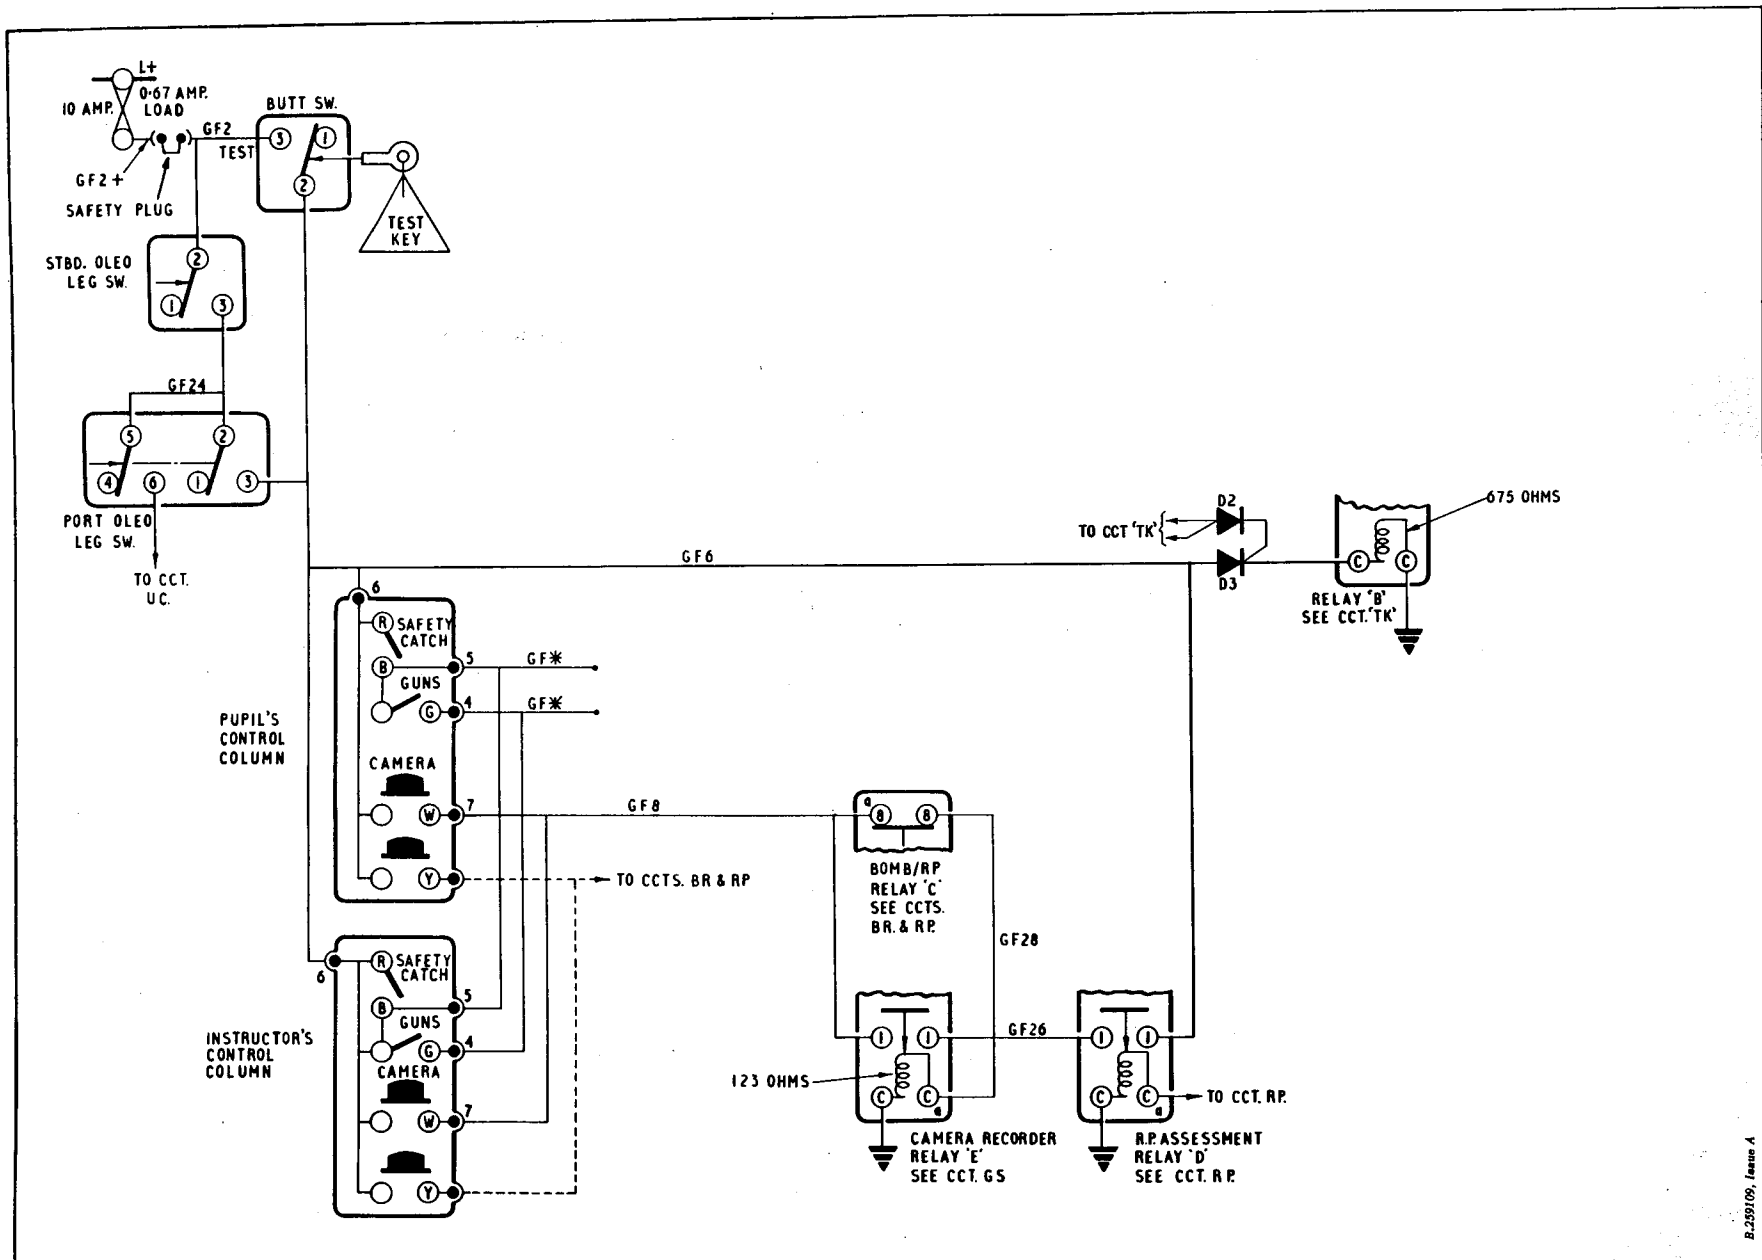 L+
0·67 AMP.
10 AMP. LOAD
BUTT SW.
GF2
TEST
3
1
2
GF2+
SAFETY PLUG
TEST
KEY
STBD. OLEO
LEG SW.
2
1
3
GF24
5
2
4
6
1
3
PORT OLEO
LEG SW.
TO CCT.
UC.
GF6
TO CCT 'TK'
D2
D3
675 OHMS
C
C
RELAY 'B'
SEE CCT.'TK'
6
R
SAFETY
CATCH
B
5
GF*
GUNS
G
4
GF*
PUPIL'S
CONTROL
COLUMN
CAMERA
W
7
GF8
Y
TO CCTS. BR & RP
a
8
8
BOMB/RP
RELAY 'C'
SEE CCTS.
BR.& RP.
GF28
6
R
SAFETY
CATCH
B
5
GUNS
G
4
INSTRUCTOR'S
CONTROL
COLUMN
CAMERA
W
7
Y
1
1
GF26
1
1
123 OHMS
C
C
a
C
C
a
TO CCT. RP.
CAMERA RECORDER
RELAY 'E'
SEE CCT. GS
R.P. ASSESSMENT
RELAY 'D'
SEE CCT. R P.
B.259109, Issue A